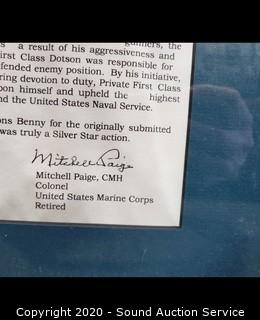 gunners, the
s a result of his aggressiveness and
irst Class Dotson was responsible for
fended enemy position. By his initiative,
ring devotion to duty, Private First Class
pon himself and upheld the highest
nd the United States Naval Service.
ons Benny for the originally submitted
was truly a Silver Star action.
Mitchell Paige
Mitchell Paige, CMH
Colonel
United States Marine Corps
Retired
Copyright 2020 - Sound Auction Service